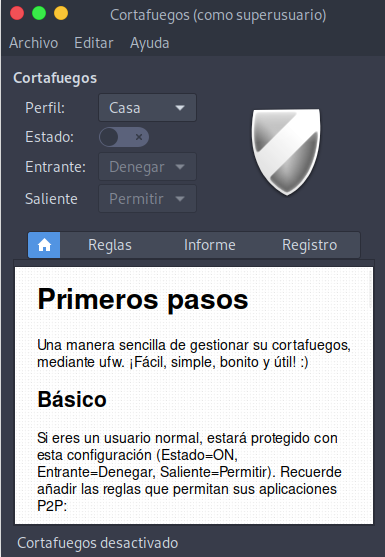 Cortafuegos (como superusuario)
Archivo Editar Ayuda
Cortafuegos
Perfil: Casa
Estado:
Entrante: Denegar
Saliente Permitir
Reglas Informe Registro
Primeros pasos
Una manera sencilla de gestionar su cortafuegos,
mediante ufw. ¡Fácil, simple, bonito y útil! :)
Básico
Si eres un usuario normal, estará protegido con
esta configuración (Estado=ON,
Entrante=Denegar, Saliente=Permitir). Recuerde
añadir las reglas que permitan sus aplicaciones
P2P:
Cortafuegos desactivado